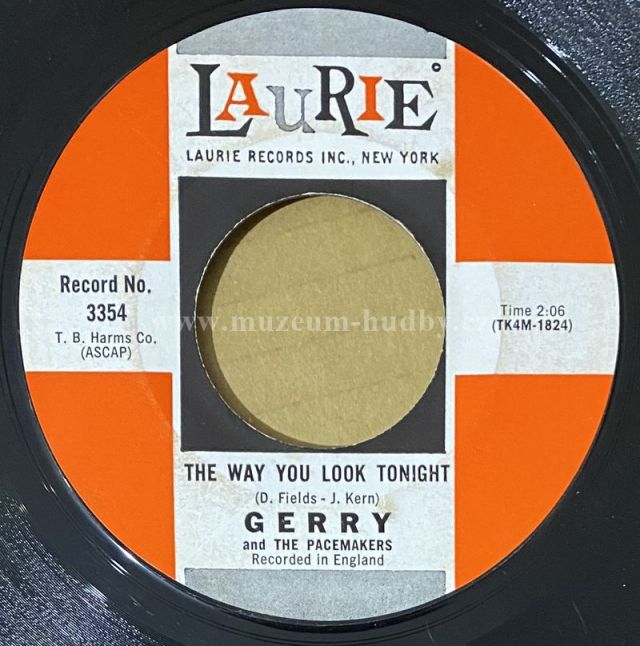 LAURIE©
LAURIE RECORDS INC., NEW YORK
Record No.
3354
T. B. Harms Co.
(ASCAP)
Time 2:06
(TK4M-1824)
www.muzeum-hudby.cz
THE WAY YOU LOOK TONIGHT
(D. Fields - J. Kern)
GERRY
and THE PACEMAKERS
Recorded in England